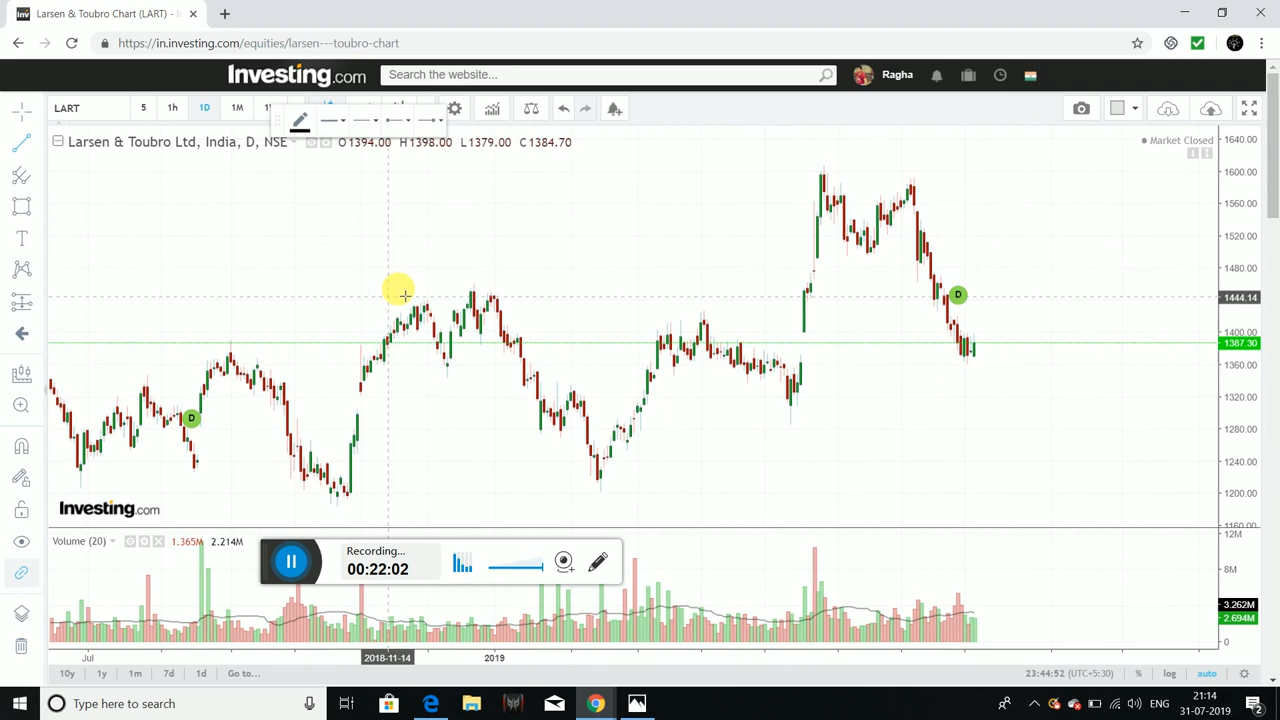 Larsen & Toubro Chart (LART) - I
https://in.investing.com/equities/larsen---toubro-chart
Investing.com
Search the website...
Ragha
LART
5
1h
1D
1M
Larsen & Toubro Ltd, India, D, NSE
O1394.00 H1398.00 L1379.00 C1384.70
Market Closed
1640.00
1600.00
1560.00
1520.00
1480.00
1444.14
1400.00
1387.30
1360.00
1320.00
1280.00
1240.00
1200.00
1160.00
D
D
Investing.com
Volume (20)
1.365M 2.214M
12M
8M
3.262M
2.694M
0
Recording...
00:22:02
Jul
2018-11-14
2019
10y
1y
1m
7d
1d
Go to...
23:44:52 (UTC+5:30)
%
log
auto
Type here to search
ENG
21:14
31-07-2019
2